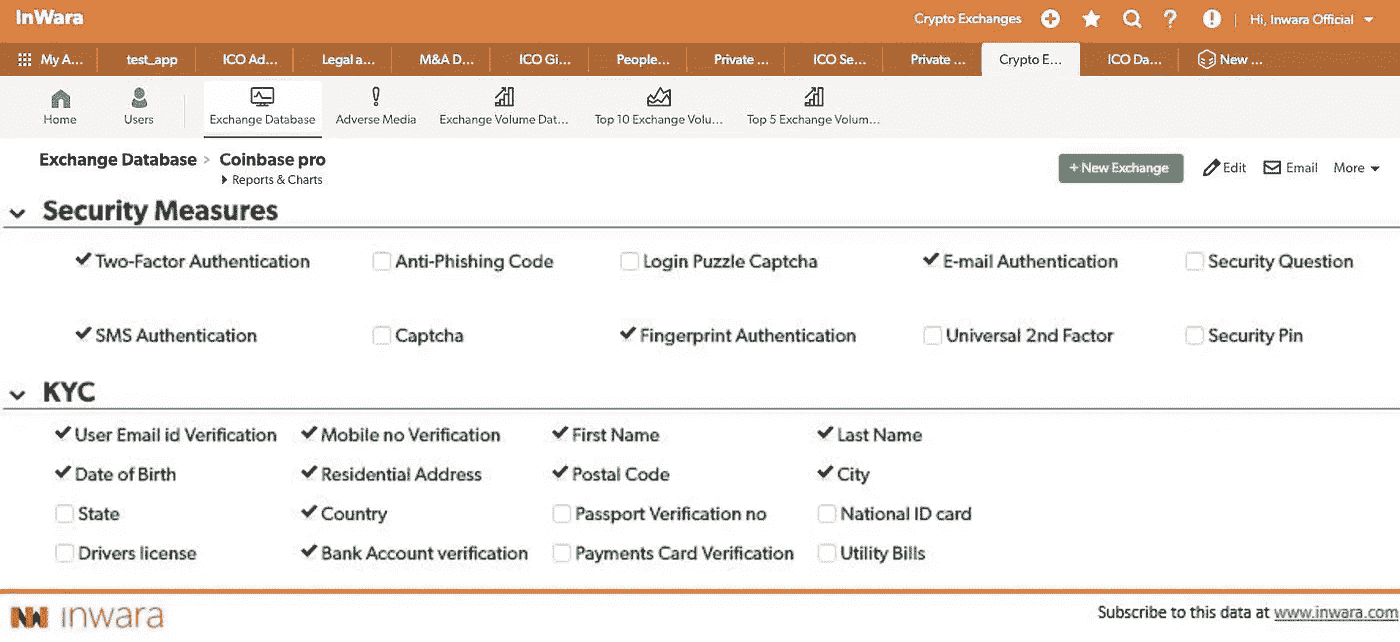 InWara
Crypto Exchanges Hi, Inwara Official
My A... test_app ICO Ad... Legal a... M&A D... ICO Gi... People... Private ... ICO Se... Private ... Crypto E... ICO Da... New ...
Home Users Exchange Database Adverse Media Exchange Volume Dat... Top 10 Exchange Volu... Top 5 Exchange Volum...
Exchange Database > Coinbase pro
+ New Exchange Edit Email More
Reports & Charts
Security Measures
Two-Factor Authentication Anti-Phishing Code Login Puzzle Captcha E-mail Authentication Security Question
SMS Authentication Captcha Fingerprint Authentication Universal 2nd Factor Security Pin
KYC
User Email id Verification Mobile no Verification First Name Last Name
Date of Birth Residential Address Postal Code City
State Country Passport Verification no National ID card
Drivers license Bank Account verification Payments Card Verification Utility Bills
inwara
Subscribe to this data at www.inwara.com